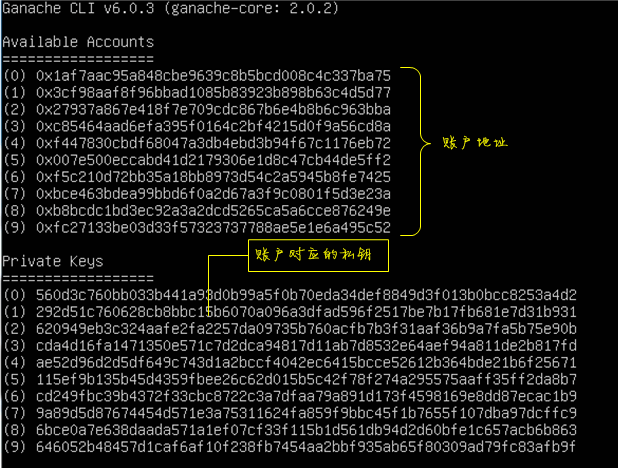 Ganache CLI v6.0.3 (ganache-core: 2.0.2)
Available Accounts
==================
(0) 0x1af7aac95a848cbe9639c8b5bcd008c4c337ba75
(1) 0x3cf98aaf8f96bbad1085b83923b898b63c4d5d77
(2) 0x27937a867e418f7e709cdc867b6e4b8b6c963bba
(3) 0xc85464aad6efa395f0164c2bf4215d0f9a56cd8a
(4) 0xf447830cbdf68047a3db4ebd3b94f67c1176eb72
(5) 0x007e500eccabd41d2179306e1d8c47cb44de5ff2
(6) 0xf5c210d72bb35a18bb8973d54c2a5945b8fe7425
(7) 0xbce463bdea99bbd6f0a2d67a3f9c0801f5d3e23a
(8) 0xb8bcdc1bd3ec92a3a2dcd5265ca5a6cce876249e
(9) 0xfc27133be03d33f57323737788ae5e1e6a495c52
账户地址
账户对应的私钥
Private Keys
==================
(0) 560d3c760bb033b441a93d0b99a5f0b70eda34def8849d3f013b0bcc8253a4d2
(1) 292d51c760628cb8bbc15b6070a096a3dfad596f2517be7b17fb681e7d31b931
(2) 620949eb3c324aafe2fa2257da09735b760acfb7b3f31aaf36b9a7fa5b75e90b
(3) cda4d16fa1471350e571c7d2dca94817d11ab7d8532e64aef94a811de2b817fd
(4) ae52d96d2d5df649c743d1a2bccf4042ec6415bcce52612b364bde21b6f25671
(5) 115ef9b135b45d4359fbee26c62d015b5c42f78f274a295575aaff35ff2da8b7
(6) cd249fbc39b4372f33cbc8722c3a7dfaa79a891d173f4598169e8dd87ecac1b9
(7) 9a89d5d87674454d571e3a75311624fa859f9bbc45f1b7655f107dba97dcffc9
(8) 6bce0a7e638daada571a1ef07cf33f115b1d561db94d2d60bfe1c657acb6b863
(9) 646052b48457d1caf6af10f238fb7454aa2bbf935ab65f80309ad79fc83afb9f